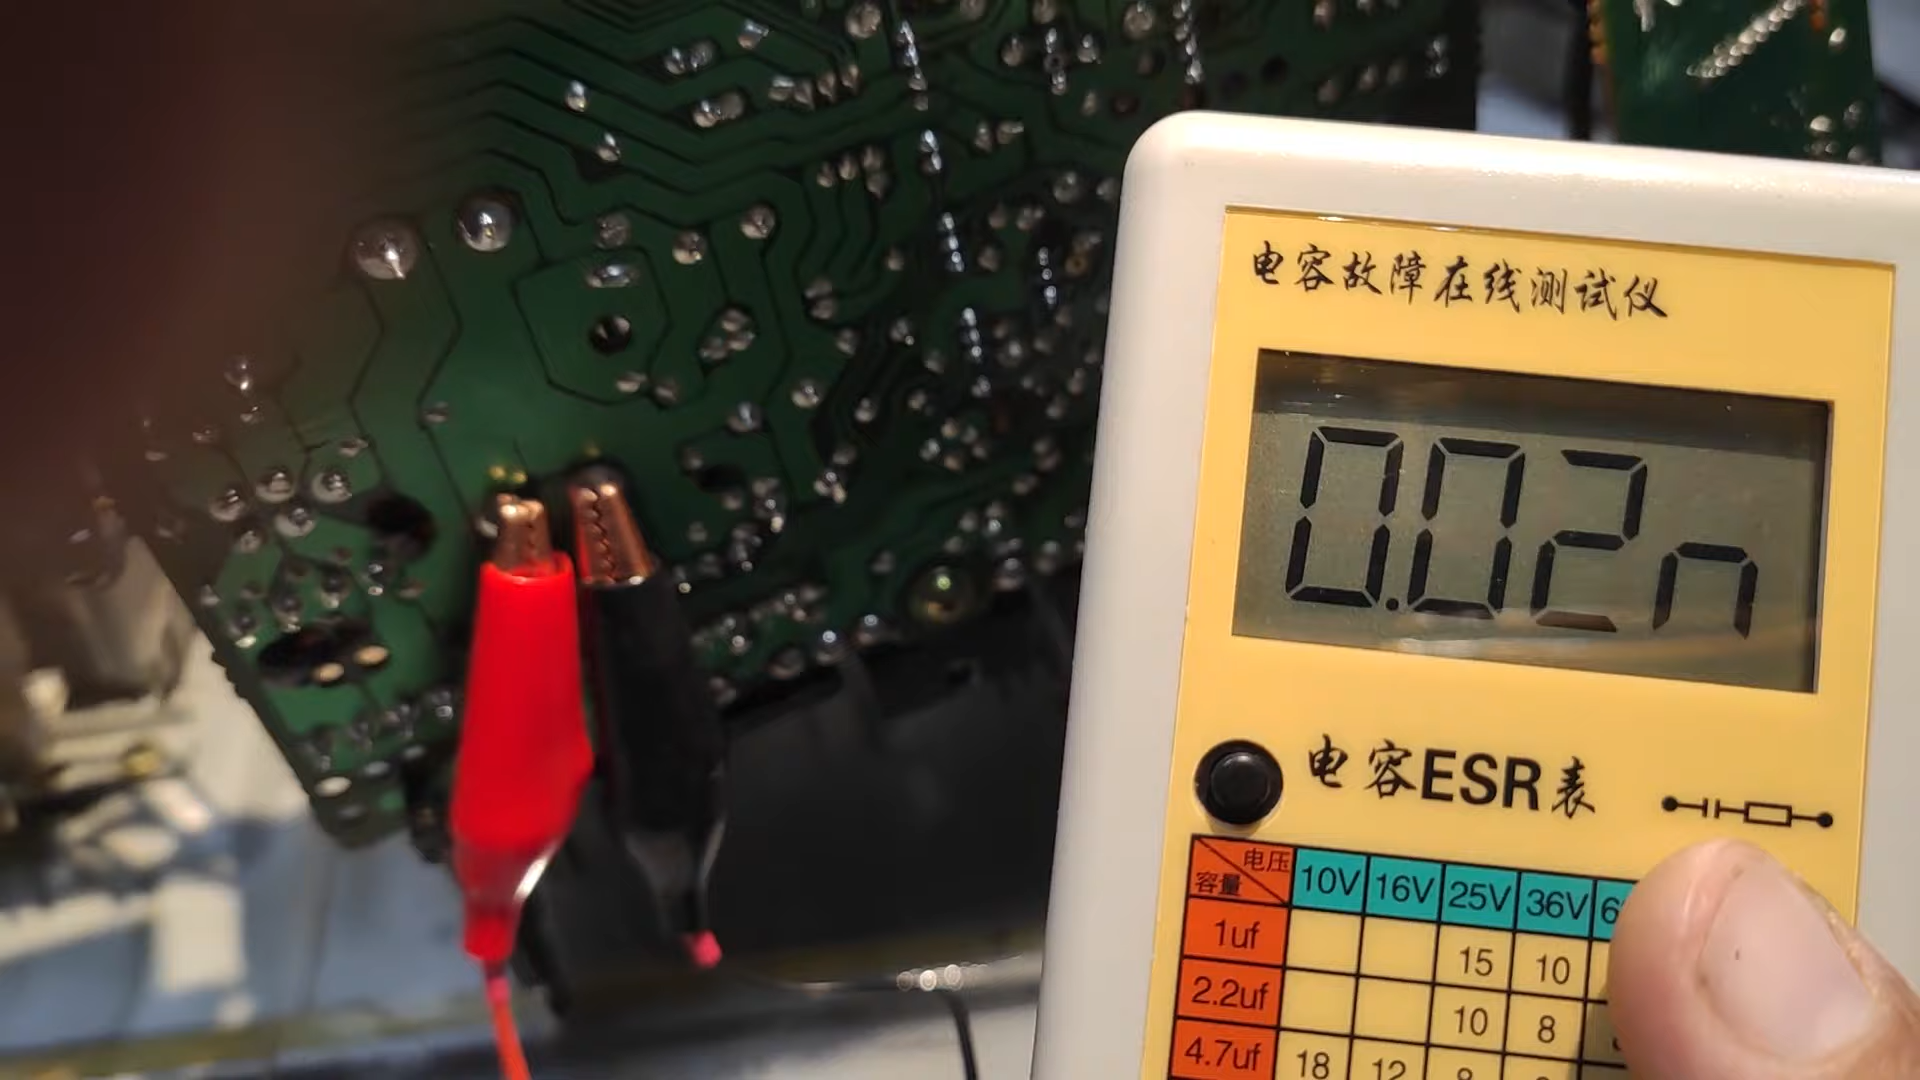 电容故障在线测试仪
0.02n
电容ESR表
电压
容量
10V 16V 25V 36V
1uf 15 10
2.2uf 10 8
4.7uf 18 12